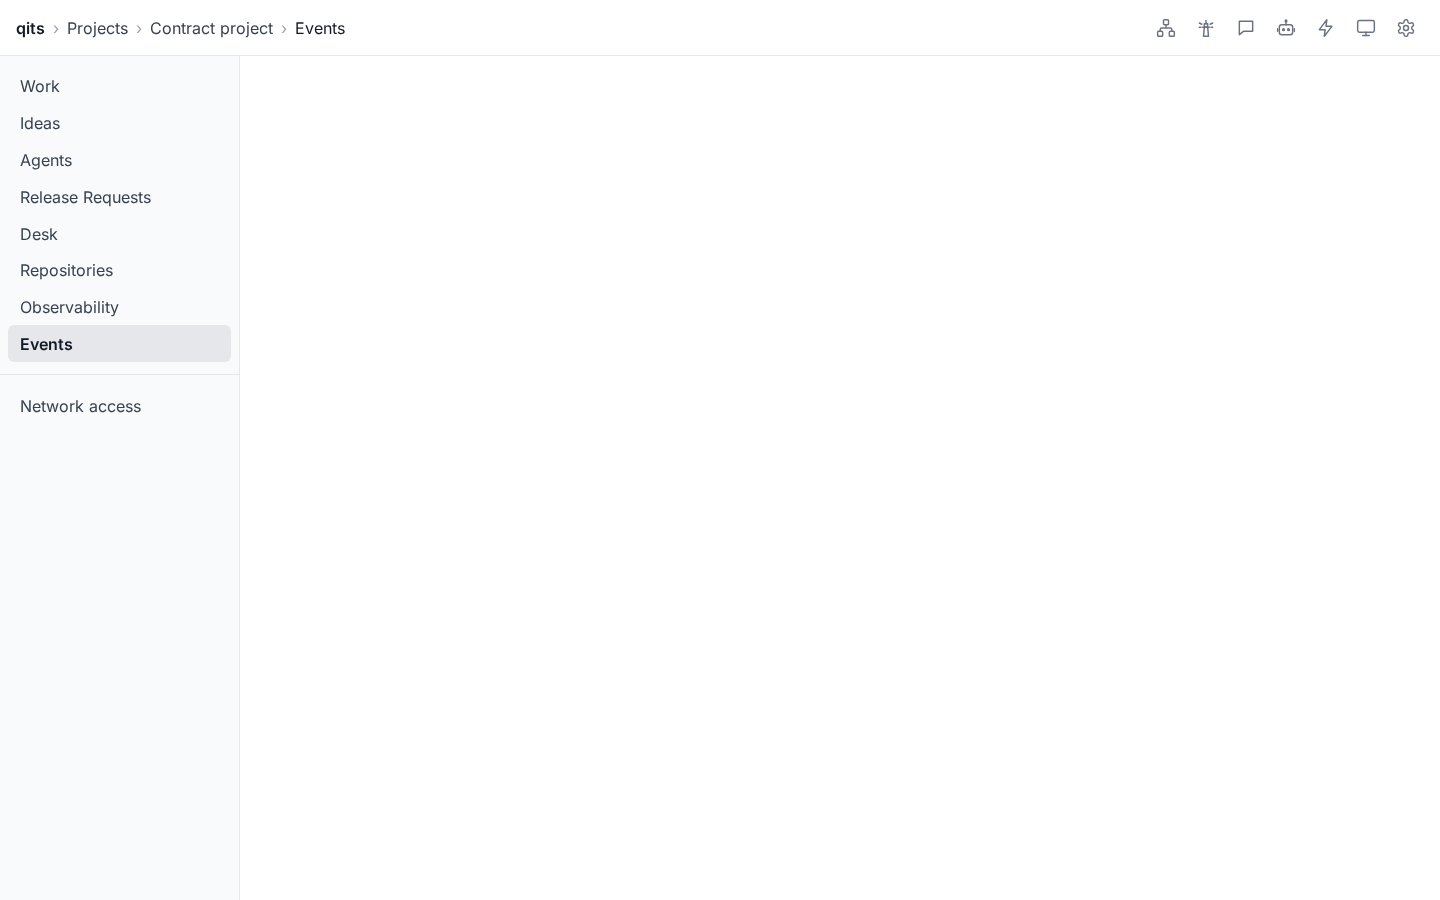 qits › Projects › Contract project › Events
Work
Ideas
Agents
Release Requests
Desk
Repositories
Observability
Events
Network access